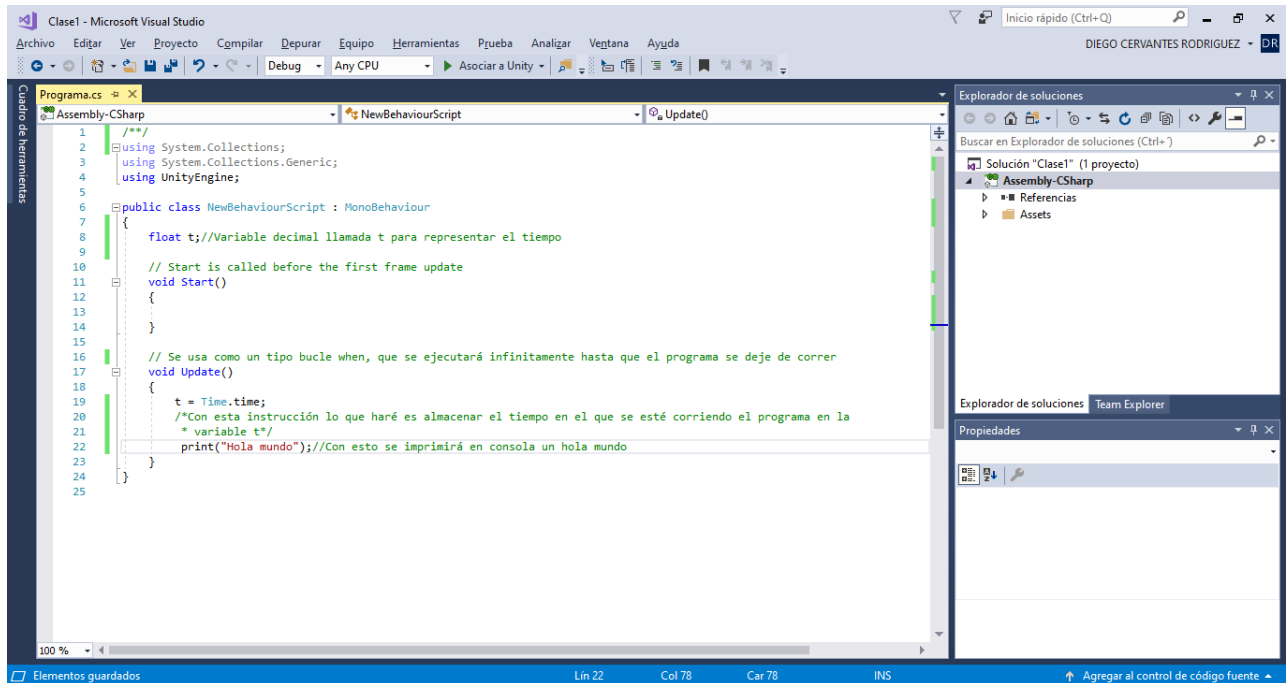 Clase1 - Microsoft Visual Studio
Inicio rápido (Ctrl+Q)
Archivo Editar Ver Proyecto Compilar Depurar Equipo Herramientas Prueba Analizar Ventana Ayuda
DIEGO CERVANTES RODRIGUEZ DR
Debug Any CPU Asociar a Unity
Cuadro de herramientas
Programa.cs
Assembly-CSharp NewBehaviourScript Update()
1 /**/
2 using System.Collections;
3 using System.Collections.Generic;
4 using UnityEngine;
5
6 public class NewBehaviourScript : MonoBehaviour
7 {
8 float t;//Variable decimal llamada t para representar el tiempo
9
10 // Start is called before the first frame update
11 void Start()
12 {
13
14 }
15
16 // Se usa como un tipo bucle when, que se ejecutará infinitamente hasta que el programa se deje de correr
17 void Update()
18 {
19 t = Time.time;
20 /*Con esta instrucción lo que haré es almacenar el tiempo en el que se esté corriendo el programa en la
21 * variable t*/
22 print("Hola mundo");//Con esto se imprimirá en consola un hola mundo
23 }
24 }
25
100 %
Explorador de soluciones
Buscar en Explorador de soluciones (Ctrl+´)
Solución "Clase1" (1 proyecto)
Assembly-CSharp
Referencias
Assets
Explorador de soluciones Team Explorer
Propiedades
Elementos guardados Lín 22 Col 78 Car 78 INS Agregar al control de código fuente